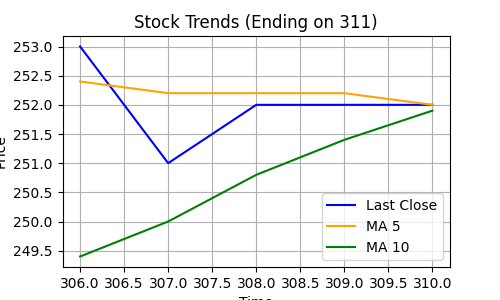 Stock Trends (Ending on 311)
253.0
252.5
252.0
251.5
251.0
250.5
250.0
249.5
Price
Last Close
MA 5
MA 10
306.0 306.5 307.0 307.5 308.0 308.5 309.0 309.5 310.0
Time